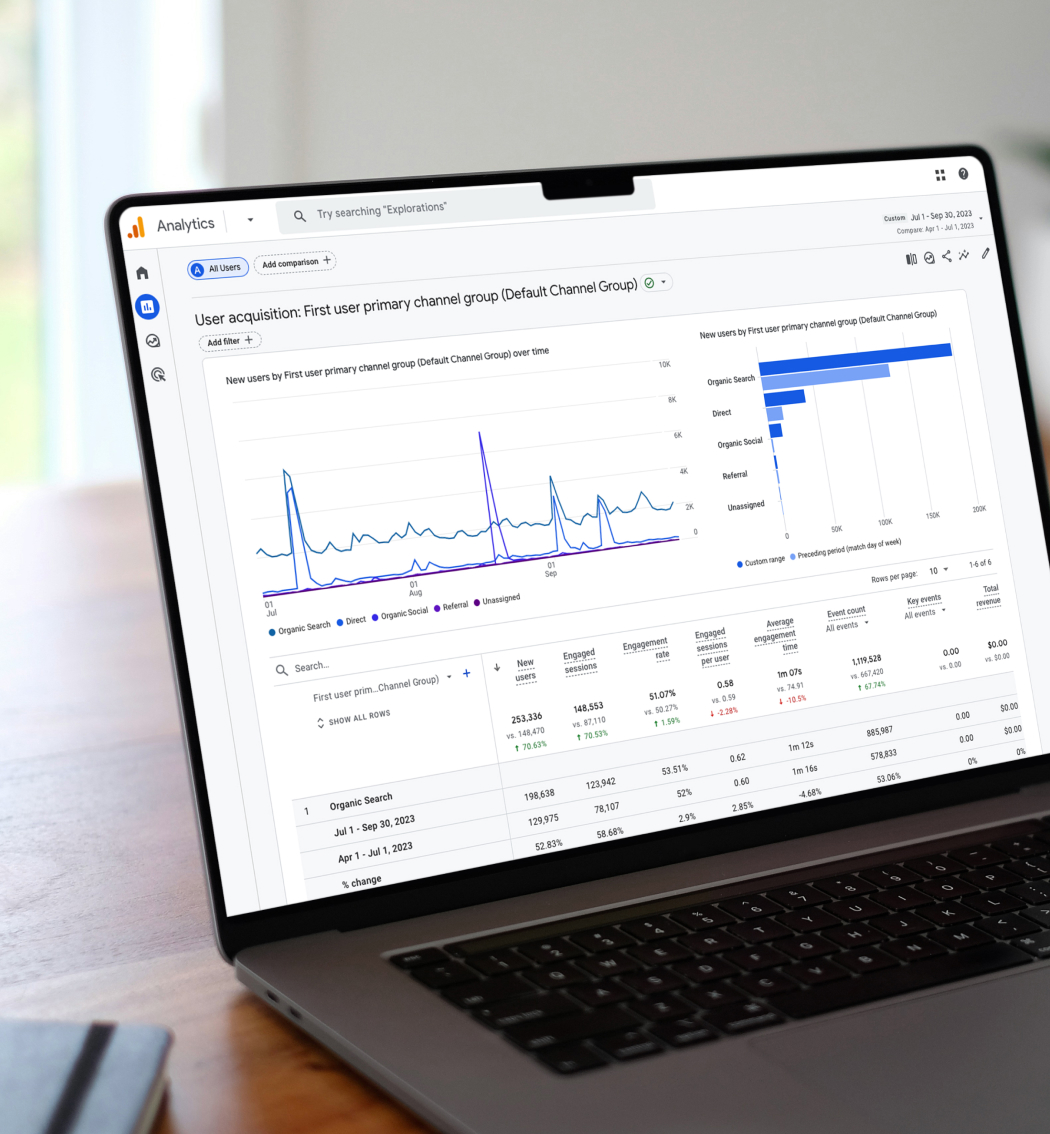 Analytics
Try searching "Explorations"
A All Users
Add comparison +
Custom Jul 1 - Sep 30, 2023
Compare: Apr 1 - Jul 1, 2023
User acquisition: First user primary channel group (Default Channel Group)
Add filter +
New users by First user primary channel group (Default Channel Group) over time
10K
8K
6K
4K
2K
0
01 Jul
01 Aug
01 Sep
Organic Search Direct Organic Social Referral Unassigned
New users by First user primary channel group (Default Channel Group)
Organic Search
Direct
Organic Social
Referral
Unassigned
0 50K 100K 150K 200K
Custom range Preceding period (match day of week)
Search...
Rows per page: 10 1-6 of 6
First user prim...Channel Group) +
SHOW ALL ROWS
New users
Engaged sessions
Engagement rate
Engaged sessions per user
Average engagement time
Event count All events
Key events All events
Total revenue
253,336 148,553 51.07% 0.58 1m 07s 1,119,528 0.00 $0.00
vs. 148,470 vs. 87,110 vs. 50.27% vs. 0.59 vs. 74.91 vs. 667,420 vs. 0.00 vs. $0.00
↑ 70.63% ↑ 70.53% ↑ 1.59% ↓ -2.28% ↓ -10.5% ↑ 67.74%
1 Organic Search
Jul 1 - Sep 30, 2023 198,638 123,942 53.51% 0.62 1m 12s 885,987 0.00 $0.00
Apr 1 - Jul 1, 2023 129,975 78,107 52% 0.60 1m 16s 578,833 0.00 $0.00
% change 52.83% 58.68% 2.9% 2.85% -4.68% 53.06% 0% 0%